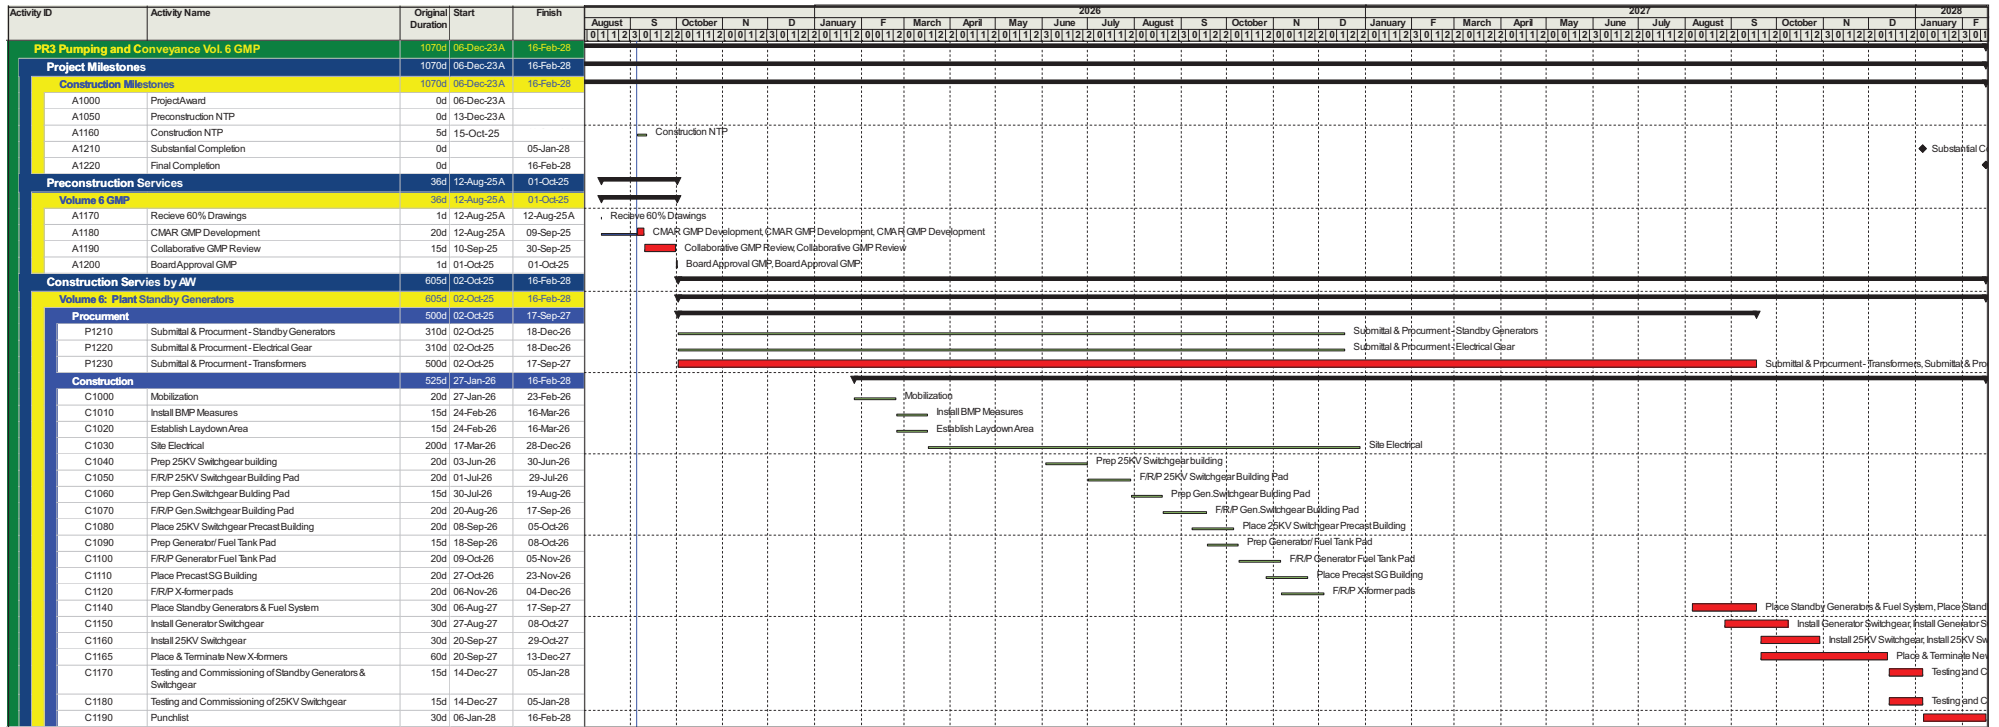 Activity ID Activity Name Original Duration Start Finish
2026 2027 2028
August S October N D January F March April May June July August S October N D January F March April May June July August S October N D January F
PR3 Pumping and Conveyance Vol. 6 GMP 1070d 06-Dec-23A 16-Feb-28
Project Milestones 1070d 06-Dec-23A 16-Feb-28
Construction Milestones 1070d 06-Dec-23A 16-Feb-28
A1000 ProjectAward 0d 06-Dec-23A
A1050 Preconstruction NTP 0d 13-Dec-23A
A1160 Construction NTP 5d 15-Oct-25 Construction NTP
A1210 Substantial Completion 0d 05-Jan-28 Substantial C
A1220 Final Completion 0d 16-Feb-28
Preconstruction Services 36d 12-Aug-25A 01-Oct-25
Volume 6 GMP 36d 12-Aug-25A 01-Oct-25
A1170 Recieve 60% Drawings 1d 12-Aug-25A 12-Aug-25A Recieve 60% Drawings
A1180 CMAR GMP Development 20d 12-Aug-25A 09-Sep-25 CMAR GMP Development, CMAR GMP Development, CMAR GMP Development
A1190 Collaborative GMP Review 15d 10-Sep-25 30-Sep-25 Collaborative GMP Review, Collaborative GMP Review
A1200 Board Approval GMP 1d 01-Oct-25 01-Oct-25 Board Approval GMP, Board Approval GMP
Construction Servies by AW 605d 02-Oct-25 16-Feb-28
Volume 6: Plant Standby Generators 605d 02-Oct-25 16-Feb-28
Procurment 500d 02-Oct-25 17-Sep-27
P1210 Submittal & Procurment - Standby Generators 310d 02-Oct-25 18-Dec-26 Submittal & Procurment - Standby Generators
P1220 Submittal & Procurment - Electrical Gear 310d 02-Oct-25 18-Dec-26 Submittal & Procurment - Electrical Gear
P1230 Submittal & Procurment - Transformers 500d 02-Oct-25 17-Sep-27 Submittal & Procurment - Transformers, Submittal & Pro
Construction 525d 27-Jan-26 16-Feb-28
C1000 Mobilization 20d 27-Jan-26 23-Feb-26 Mobilization
C1010 Install BMP Measures 15d 24-Feb-26 16-Mar-26 Install BMP Measures
C1020 Establish Laydown Area 15d 24-Feb-26 16-Mar-26 Establish Laydown Area
C1030 Site Electrical 200d 17-Mar-26 28-Dec-26 Site Electrical
C1040 Prep 25KV Switchgear building 20d 03-Jun-26 30-Jun-26 Prep 25KV Switchgear building
C1050 F/R/P 25KV Switchgear Building Pad 20d 01-Jul-26 29-Jul-26 F/R/P 25KV Switchgear Building Pad
C1060 Prep Gen.Switchgear Bulding Pad 15d 30-Jul-26 19-Aug-26 Prep Gen.Switchgear Bulding Pad
C1070 F/R/P Gen.Switchgear Building Pad 20d 20-Aug-26 17-Sep-26 F/R/P Gen.Switchgear Building Pad
C1080 Place 25KV Switchgear Precast Building 20d 08-Sep-26 05-Oct-26 Place 25KV Switchgear Precast Building
C1090 Prep Generator/ Fuel Tank Pad 15d 18-Sep-26 08-Oct-26 Prep Generator/ Fuel Tank Pad
C1100 F/R/P Generator Fuel Tank Pad 20d 09-Oct-26 05-Nov-26 F/R/P Generator Fuel Tank Pad
C1110 Place Precast SG Building 20d 27-Oct-26 23-Nov-26 Place Precast SG Building
C1120 F/R/P X-former pads 20d 06-Nov-26 04-Dec-26 F/R/P X-former pads
C1140 Place Standby Generators & Fuel System 30d 06-Aug-27 17-Sep-27 Place Standby Generators & Fuel System, Place Stand
C1150 Install Generator Switchgear 30d 27-Aug-27 08-Oct-27 Install Generator Switchgear, Install Generator S
C1160 Install 25KV Switchgear 30d 20-Sep-27 29-Oct-27 Install 25KV Switchgear, Install 25KV Sw
C1165 Place & Terminate New X-formers 60d 20-Sep-27 13-Dec-27 Place & Terminate New
C1170 Testing and Commissioning of Standby Generators & Switchgear 15d 14-Dec-27 05-Jan-28 Testing and C
C1180 Testing and Commissioning of 25KV Switchgear 15d 14-Dec-27 05-Jan-28 Testing and C
C1190 Punchlist 30d 06-Jan-28 16-Feb-28